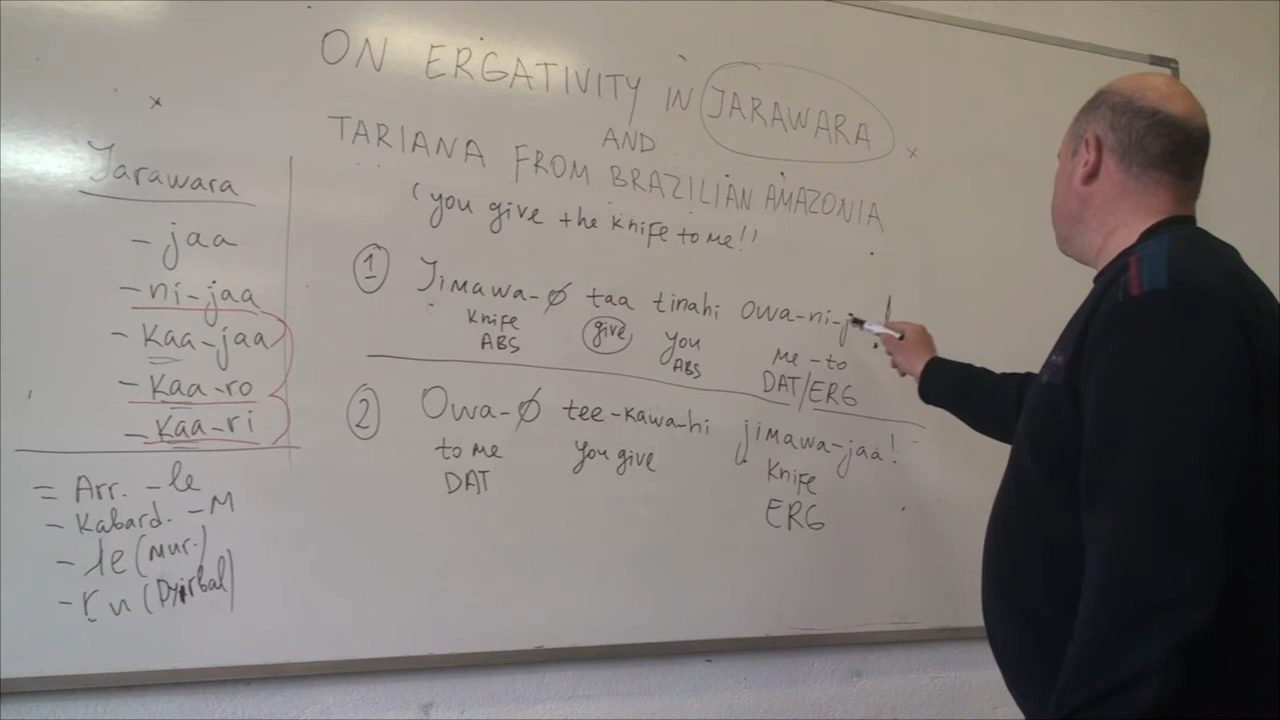 ON ERGATIVITY IN JARAWARA
AND
TARIANA FROM BRAZILIAN AMAZONIA
(you give the knife to me!)
Jarawara
- jaa
- ni-jaa
- kaa-jaa
- kaa-ro
- kaa-ri
= Arr. -le
- Kabard. -M
- le (Mur.)
(Dyirbal)
① Jimawa-Ø taa tinahi owa-ni- !
knife give you me-to
ABS ABS DAT/ERG
② Owa-Ø tee-kawa-hi jimawa-jaa!
to me you give knife
DAT ERG